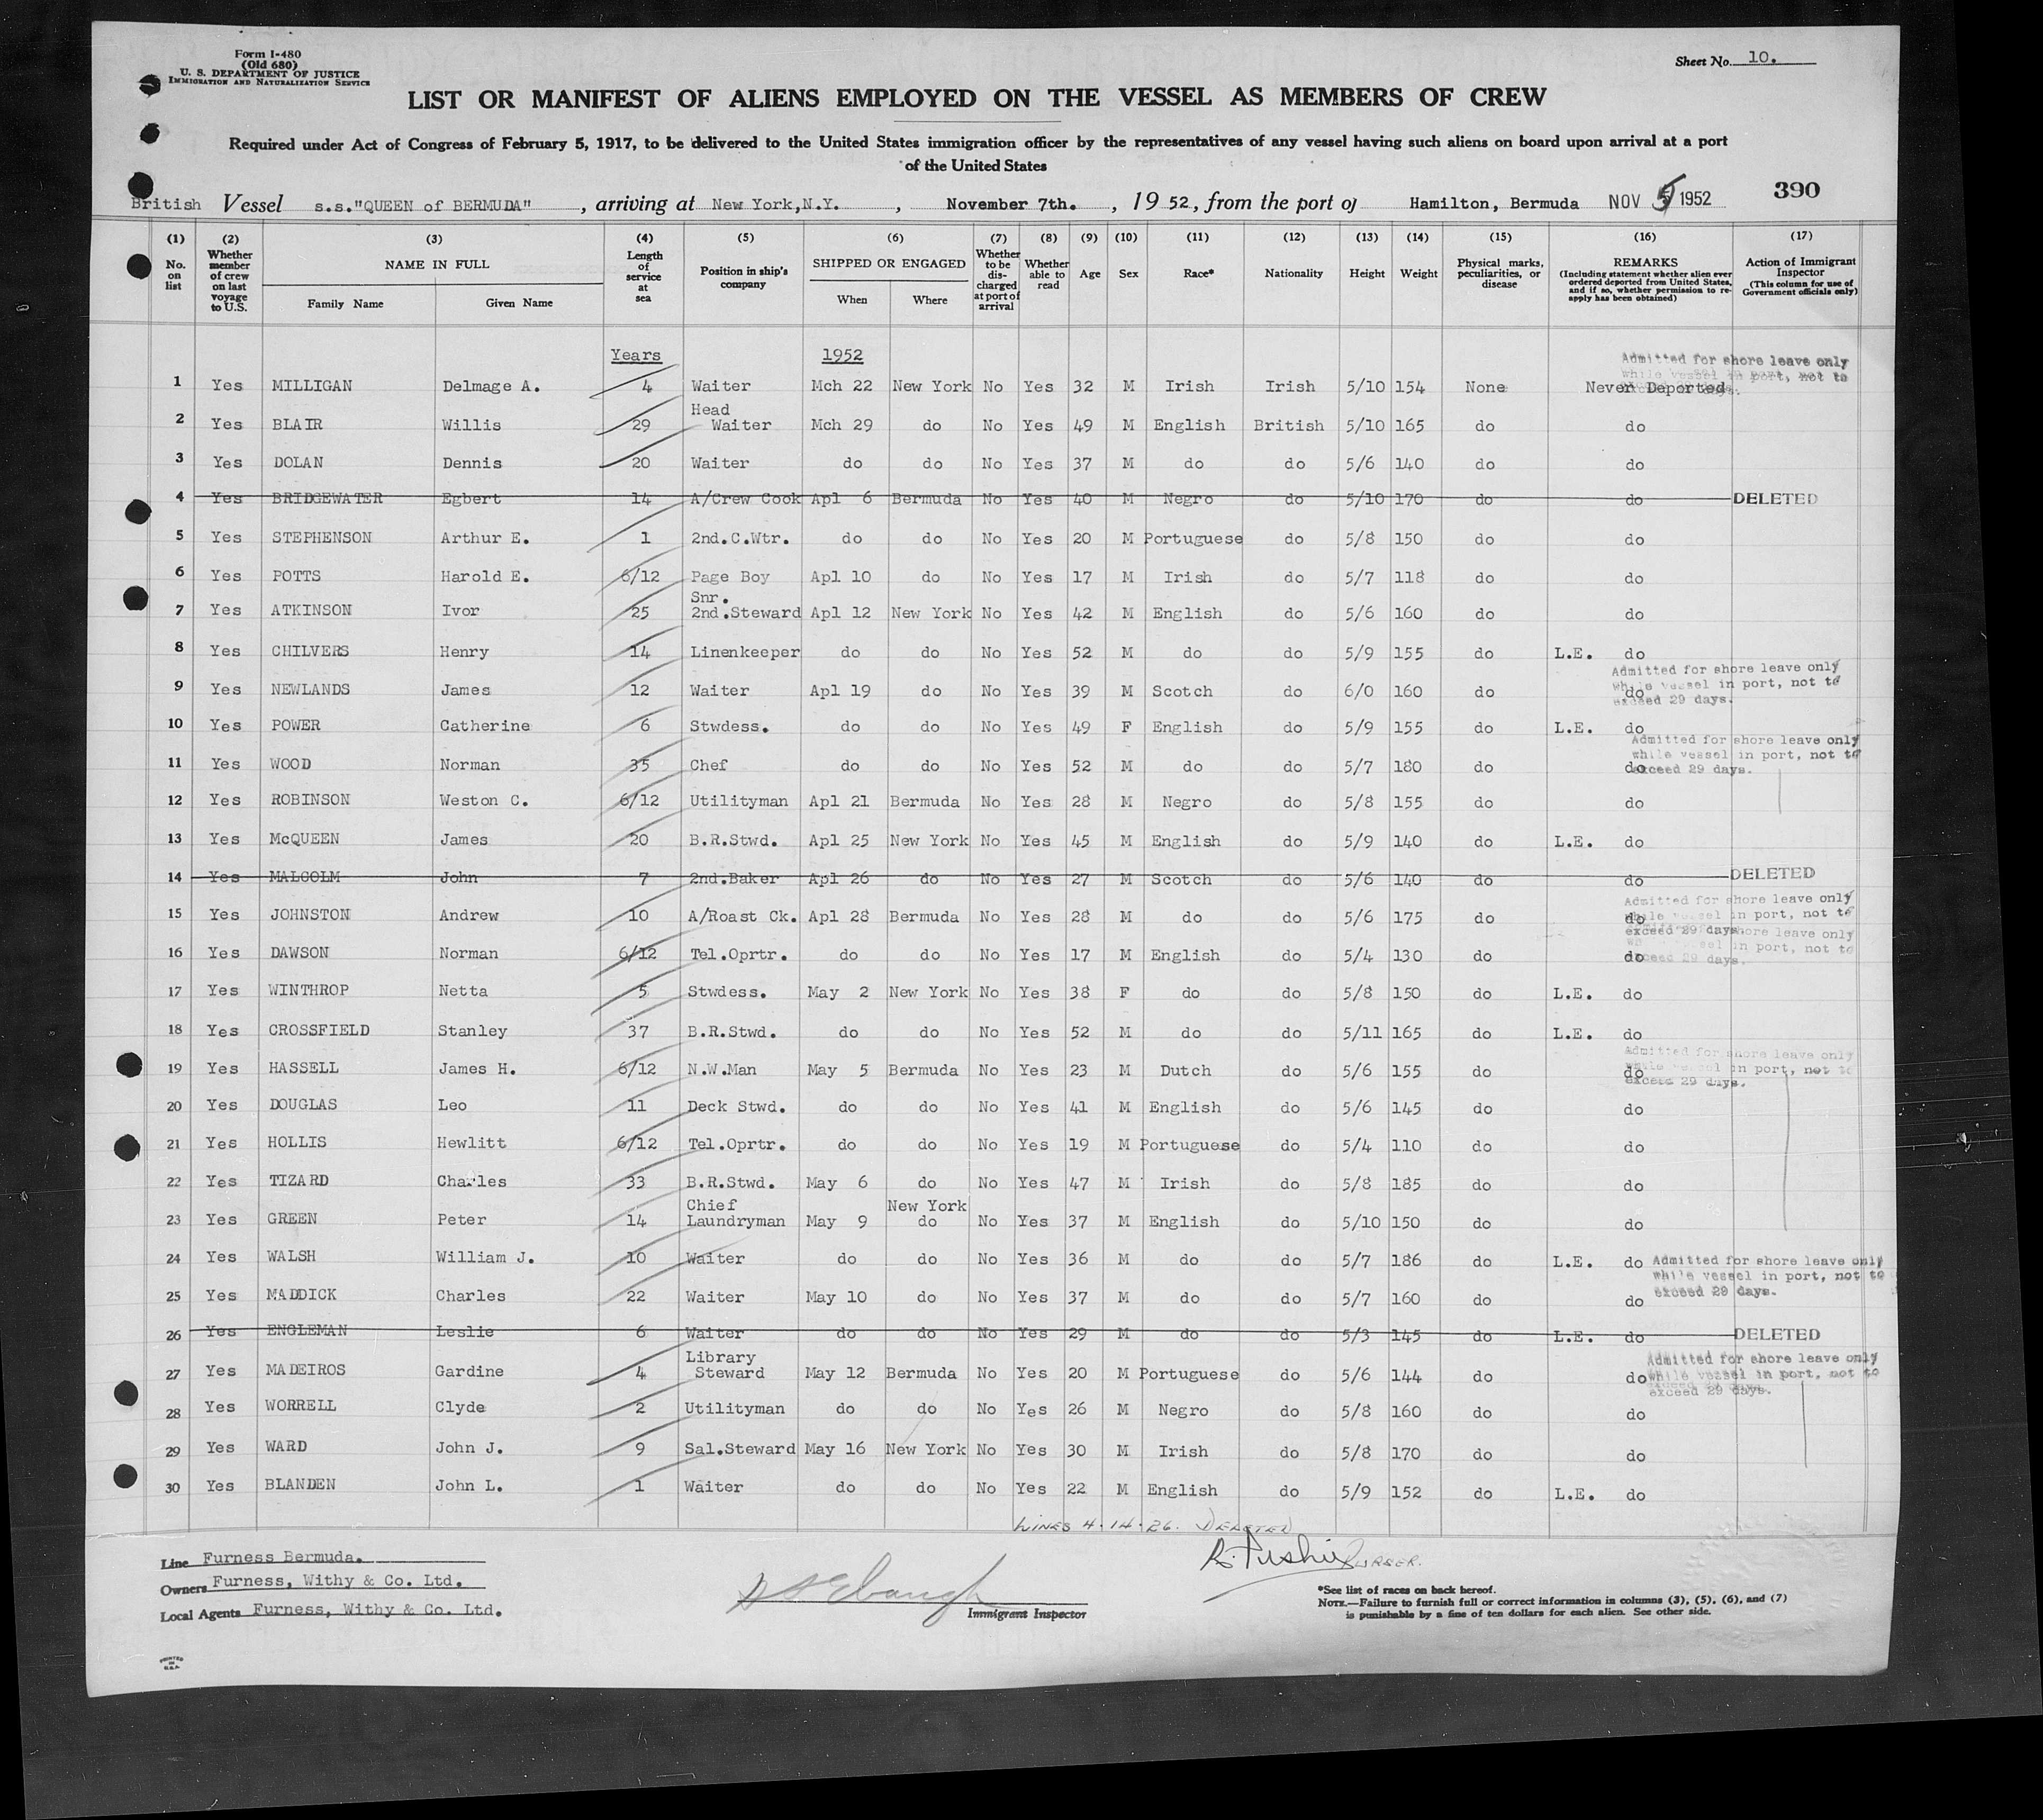 Form I-480
(Old 680)
U. S. DEPARTMENT OF JUSTICE
IMMIGRATION AND NATURALIZATION SERVICE
Sheet No. 10.
LIST OR MANIFEST OF ALIENS EMPLOYED ON THE VESSEL AS MEMBERS OF CREW
Required under Act of Congress of February 5, 1917, to be delivered to the United States immigration officer by the representatives of any vessel having such aliens on board upon arrival at a port
of the United States
British Vessel s.s."QUEEN of BERMUDA" , arriving at New York,N.Y. , November 7th. , 19 52, from the port of Hamilton, Bermuda NOV 5 1952 390
(1) (2) (3) (4) (5) (6) (7) (8) (9) (10) (11) (12) (13) (14) (15) (16) (17)
No. on list
Whether member of crew on last voyage to U.S.
NAME IN FULL
Family Name Given Name
Length of service at sea
Position in ship's company
SHIPPED OR ENGAGED
When Where
Whether to be discharged at port of arrival
Whether able to read
Age Sex Race* Nationality Height Weight
Physical marks, peculiarities, or disease
REMARKS
(Including statement whether alien ever ordered deported from United States, and if so, whether permission to re-apply has been obtained)
Action of Immigrant Inspector
(This column for use of Government officials only)
Years 1952
Admitted for shore leave only
while vessel in port, not to
1 Yes MILLIGAN Delmage A. 4 Waiter Mch 22 New York No Yes 32 M Irish Irish 5/10 154 None Never Deported
2 Yes BLAIR Willis 29 Head Waiter Mch 29 do No Yes 49 M English British 5/10 165 do do
3 Yes DOLAN Dennis 20 Waiter do do No Yes 37 M do do 5/6 140 do do
4 Yes BRIDGEWATER Egbert 14 A/Crew Cook Apl 6 Bermuda No Yes 40 M Negro do 5/10 170 do do DELETED
5 Yes STEPHENSON Arthur E. 1 2nd.C.Wtr. do do No Yes 20 M Portuguese do 5/8 150 do do
6 Yes POTTS Harold E. 6/12 Page Boy Apl 10 do No Yes 17 M Irish do 5/7 118 do do
7 Yes ATKINSON Ivor 25 Snr. 2nd.Steward Apl 12 New York No Yes 42 M English do 5/6 160 do do
8 Yes CHILVERS Henry 14 Linenkeeper do do No Yes 52 M do do 5/9 155 do L.E. do
Admitted for shore leave only
while vessel in port, not to
exceed 29 days.
9 Yes NEWLANDS James 12 Waiter Apl 19 do No Yes 39 M Scotch do 6/0 160 do do
10 Yes POWER Catherine 6 Stwdess. do do No Yes 49 F English do 5/9 155 do L.E. do
Admitted for shore leave only
while vessel in port, not to
exceed 29 days.
11 Yes WOOD Norman 35 Chef do do No Yes 52 M do do 5/7 180 do do
12 Yes ROBINSON Weston C. 6/12 Utilityman Apl 21 Bermuda No Yes 28 M Negro do 5/8 155 do do
13 Yes McQUEEN James 20 B.R.Stwd. Apl 25 New York No Yes 45 M English do 5/9 140 do L.E. do
14 Yes MALCOLM John 7 2nd.Baker Apl 26 do No Yes 27 M Scotch do 5/6 140 do do DELETED
Admitted for shore leave only
while vessel in port, not to
exceed 29 days.
15 Yes JOHNSTON Andrew 10 A/Roast Ck. Apl 28 Bermuda No Yes 28 M do do 5/6 175 do do
shore leave only
in port, not to
exceed 29 days.
16 Yes DAWSON Norman 6/12 Tel.Oprtr. do do No Yes 17 M English do 5/4 130 do do
17 Yes WINTHROP Netta 5 Stwdess. May 2 New York No Yes 38 F do do 5/8 150 do L.E. do
18 Yes CROSSFIELD Stanley 37 B.R.Stwd. do do No Yes 52 M do do 5/11 165 do L.E. do
Admitted for shore leave only
while vessel in port, not to
exceed 29 days.
19 Yes HASSELL James H. 6/12 N.W.Man May 5 Bermuda No Yes 23 M Dutch do 5/6 155 do do
20 Yes DOUGLAS Leo 11 Deck Stwd. do do No Yes 41 M English do 5/6 145 do do
21 Yes HOLLIS Hewlitt 6/12 Tel.Oprtr. do do No Yes 19 M Portuguese do 5/4 110 do do
22 Yes TIZARD Charles 33 B.R.Stwd. May 6 do No Yes 47 M Irish do 5/8 185 do do
23 Yes GREEN Peter 14 Chief Laundryman May 9 New York do No Yes 37 M English do 5/10 150 do do
24 Yes WALSH William J. 10 Waiter do do No Yes 36 M do do 5/7 186 do L.E. do
Admitted for shore leave only
while vessel in port, not to
exceed 29 days.
25 Yes MADDICK Charles 22 Waiter May 10 do No Yes 37 M do do 5/7 160 do do
26 Yes ENGLEMAN Leslie 6 Waiter do do No Yes 29 M do do 5/3 145 do L.E. do DELETED
Admitted for shore leave only
while vessel in port, not to
exceed 29 days.
27 Yes MADEIROS Gardine 4 Library Steward May 12 Bermuda No Yes 20 M Portuguese do 5/6 144 do do
28 Yes WORRELL Clyde 2 Utilityman do do No Yes 26 M Negro do 5/8 160 do do
29 Yes WARD John J. 9 Sal.Steward May 16 New York No Yes 30 M Irish do 5/8 170 do do
30 Yes BLANDEN John L. 1 Waiter do do No Yes 22 M English do 5/9 152 do L.E. do
LINES 4.14.26. DELETED
PURSER.
Line Furness Bermuda.
Owners Furness, Withy & Co. Ltd.
Local Agents Furness, Withy & Co. Ltd.
Immigrant Inspector
*See list of races on back hereof.
NOTE.—Failure to furnish full or correct information in columns (3), (5), (6), and (7)
is punishable by a fine of ten dollars for each alien. See other side.
PRINTED
IN
U.S.A.